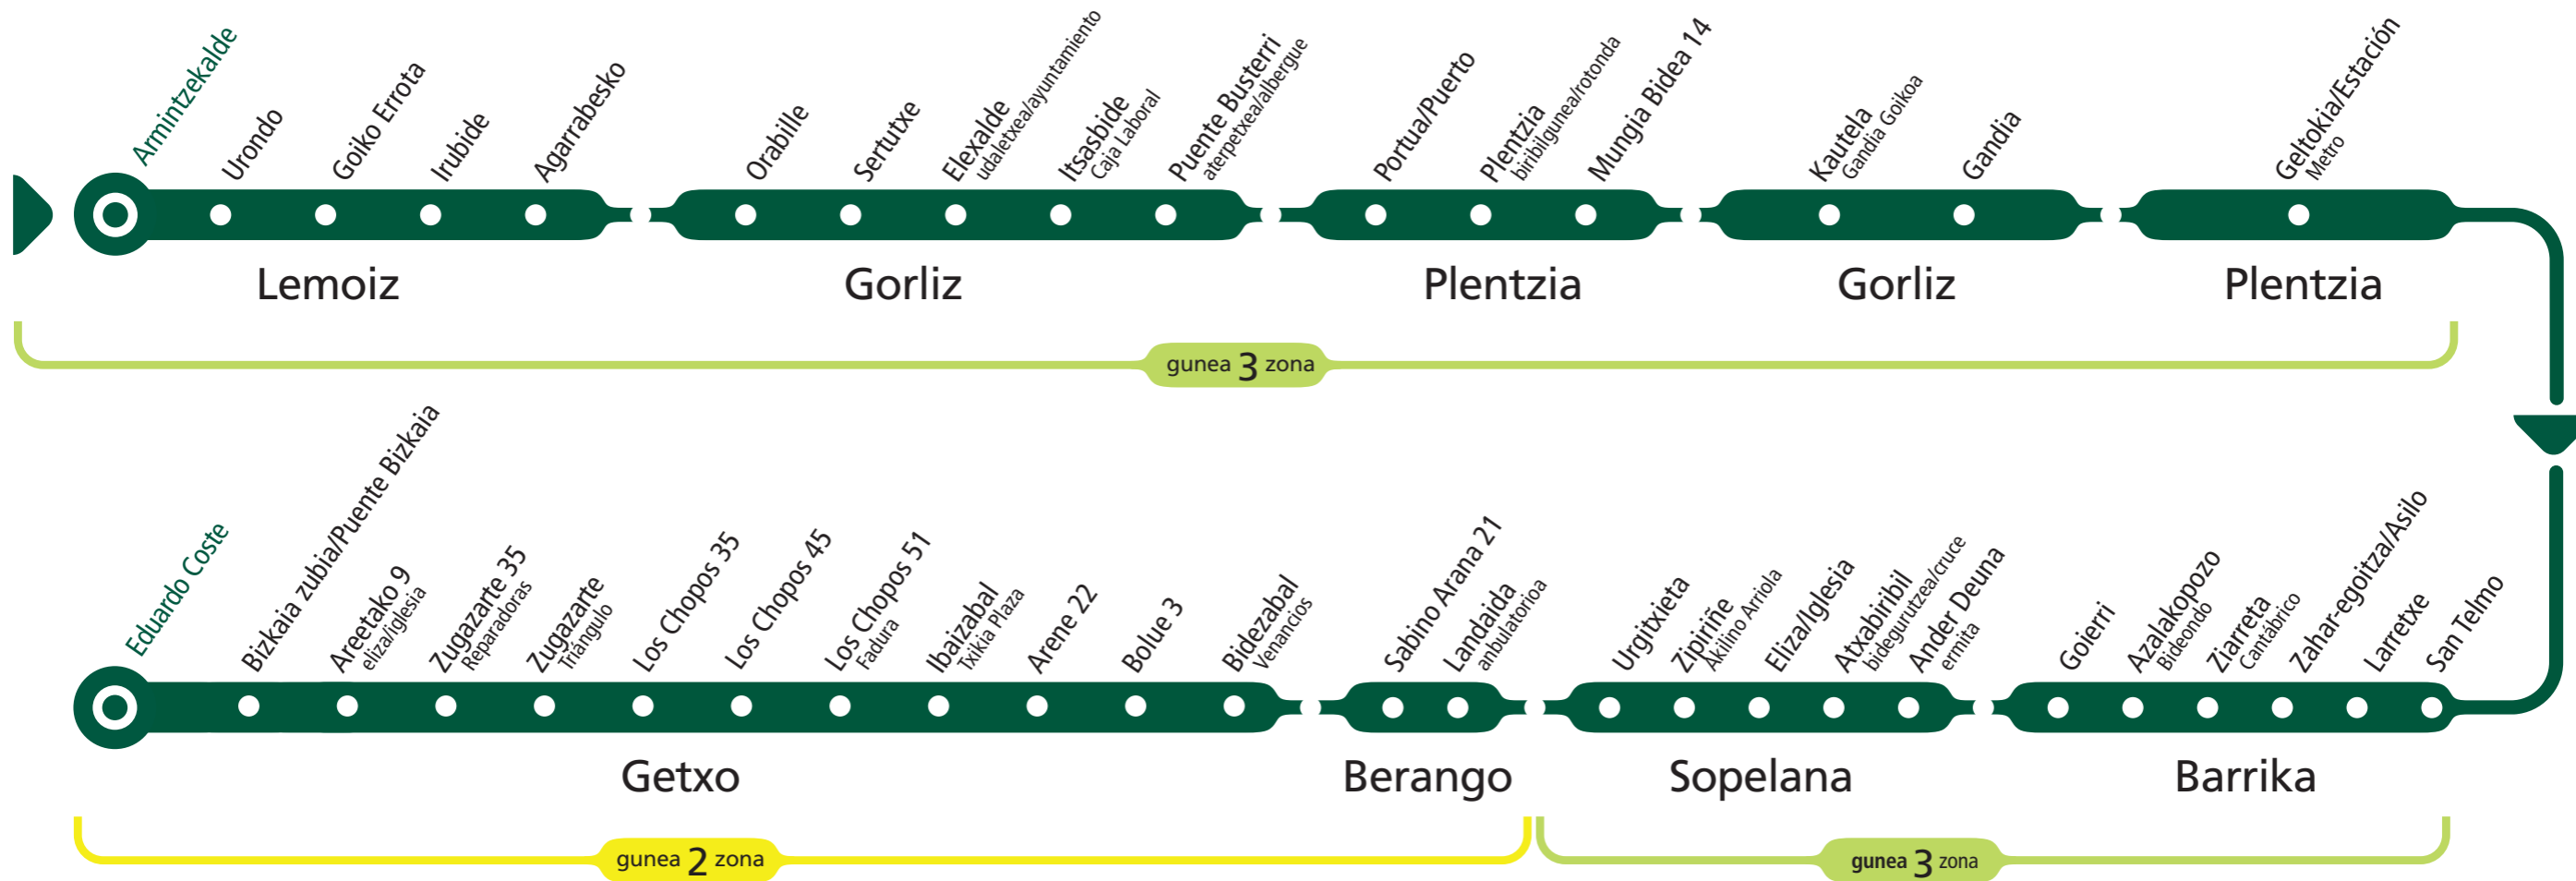 Armintzekalde
Urondo
Goiko Errota
Irubide
Agarrabesko
Orabille
Sertutxe
Elexalde
udaletxea/ayuntamiento
Itsasbide
Caja Laboral
Puente Busterri
aterpetxea/albergue
Portua/Puerto
Plentzia
biribilgunea/rotonda
Mungia Bidea 14
Kautela
Gandia Goikoa
Gandia
Geltokia/Estación
Metro
Lemoiz
Gorliz
Plentzia
Gorliz
Plentzia
gunea 3 zona
Eduardo Coste
Bizkaia zubia/Puente Bizkaia
Areetako 9
eliza/iglesia
Zugazarte 35
Reparadoras
Zugazarte
Triángulo
Los Chopos 35
Los Chopos 45
Los Chopos 51
Fadura
Ibaizabal
Txikia Plaza
Arene 22
Bolue 3
Bidezabal
Venancios
Sabino Arana 21
Landaida
anbulatorioa
Urgitxieta
Zipiriñe
Akilino Arriola
Eliza/Iglesia
Atxabiribil
bidegurutzea/cruce
Ander Deuna
ermita
Goierri
Azalakopozo
Bideondo
Ziarreta
Cantábrico
Zahar-egoitza/Asilo
Larretxe
San Telmo
Getxo
Berango
Sopelana
Barrika
gunea 2 zona
gunea 3 zona